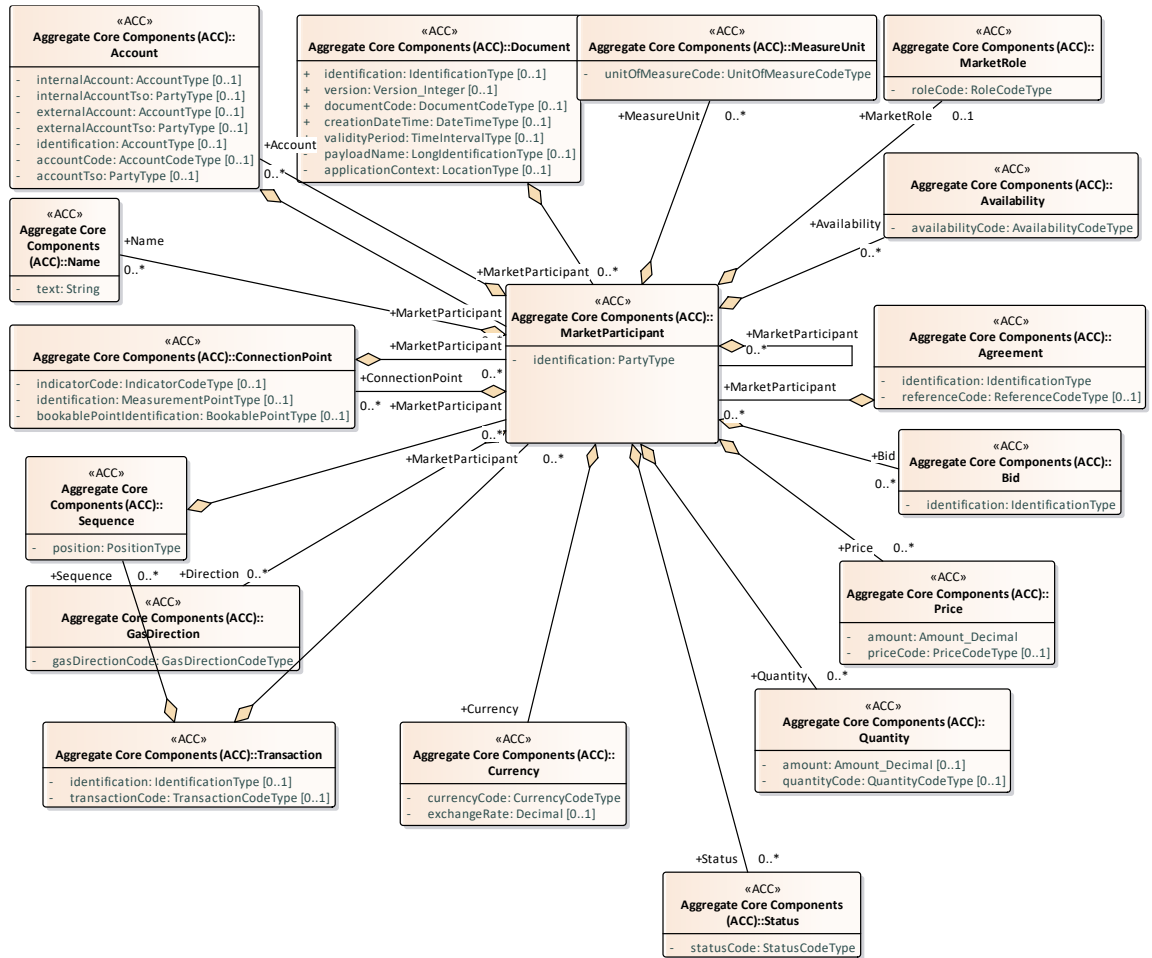 «ACC»
Aggregate Core Components (ACC)::
Account
- internalAccount: AccountType [0..1]
- internalAccountTso: PartyType [0..1]
- externalAccount: AccountType [0..1]
- externalAccountTso: PartyType [0..1]
- identification: AccountType [0..1]
- accountCode: AccountCodeType [0..1]
- accountTso: PartyType [0..1]
«ACC»
Aggregate Core Components (ACC)::Document
+ identification: IdentificationType [0..1]
+ version: Version_Integer [0..1]
+ documentCode: DocumentCodeType [0..1]
+ creationDateTime: DateTimeType [0..1]
- validityPeriod: TimeIntervalType [0..1]
- payloadName: LongIdentificationType [0..1]
- applicationContext: LocationType [0..1]
«ACC»
Aggregate Core Components (ACC)::MeasureUnit
- unitOfMeasureCode: UnitOfMeasureCodeType
«ACC»
Aggregate Core Components (ACC)::
MarketRole
- roleCode: RoleCodeType
+MeasureUnit 0..*
+MarketRole 0..1
+Account
0..*
«ACC»
Aggregate Core Components (ACC)::
Availability
- availabilityCode: AvailabilityCodeType
+Availability
0..*
«ACC»
Aggregate Core
Components
(ACC)::Name
- text: String
+Name
0..*
+MarketParticipant 0..*
«ACC»
Aggregate Core Components (ACC)::
MarketParticipant
- identification: PartyType
+MarketParticipant
+MarketParticipant
0..*
+MarketParticipant
0..*
«ACC»
Aggregate Core Components (ACC)::ConnectionPoint
- indicatorCode: IndicatorCodeType [0..1]
- identification: MeasurementPointType [0..1]
- bookablePointIdentification: BookablePointType [0..1]
+ConnectionPoint
0..*
+MarketParticipant
0..*
+MarketParticipant 0..*
«ACC»
Aggregate Core Components (ACC)::
Agreement
- identification: IdentificationType
- referenceCode: ReferenceCodeType [0..1]
+MarketParticipant
0..*
«ACC»
Aggregate Core Components (ACC)::
Bid
- identification: IdentificationType
+Bid
0..*
«ACC»
Aggregate Core
Components (ACC)::
Sequence
- position: PositionType
+Sequence 0..*
+Direction 0..*
+Price 0..*
«ACC»
Aggregate Core Components (ACC)::
Price
- amount: Amount_Decimal
- priceCode: PriceCodeType [0..1]
«ACC»
Aggregate Core Components (ACC)::
GasDirection
- gasDirectionCode: GasDirectionCodeType
+Quantity 0..*
«ACC»
Aggregate Core Components (ACC)::
Quantity
- amount: Amount_Decimal [0..1]
- quantityCode: QuantityCodeType [0..1]
+Currency
«ACC»
Aggregate Core Components (ACC)::Transaction
- identification: IdentificationType [0..1]
- transactionCode: TransactionCodeType [0..1]
«ACC»
Aggregate Core Components (ACC)::
Currency
- currencyCode: CurrencyCodeType
- exchangeRate: Decimal [0..1]
+Status 0..*
«ACC»
Aggregate Core Components
(ACC)::Status
- statusCode: StatusCodeType